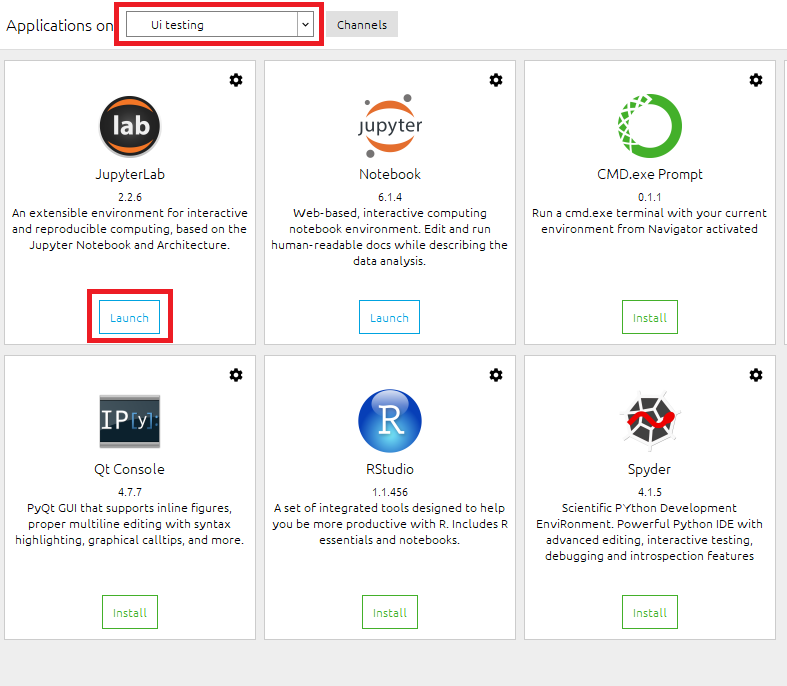 Applications on Ui testing Channels
lab
JupyterLab
2.2.6
An extensible environment for interactive
and reproducible computing, based on the
Jupyter Notebook and Architecture.
Launch
jupyter
Notebook
6.1.4
Web-based, interactive computing
notebook environment. Edit and run
human-readable docs while describing the
data analysis.
Launch
CMD.exe Prompt
0.1.1
Run a cmd.exe terminal with your current
environment from Navigator activated
Install
IP[y]:
Qt Console
4.7.7
PyQt GUI that supports inline figures,
proper multiline editing with syntax
highlighting, graphical calltips, and more.
Install
R
RStudio
1.1.456
A set of integrated tools designed to help
you be more productive with R. Includes R
essentials and notebooks.
Install
Spyder
4.1.5
Scientific PYthon Development
EnviRonment. Powerful Python IDE with
advanced editing, interactive testing,
debugging and introspection features
Install